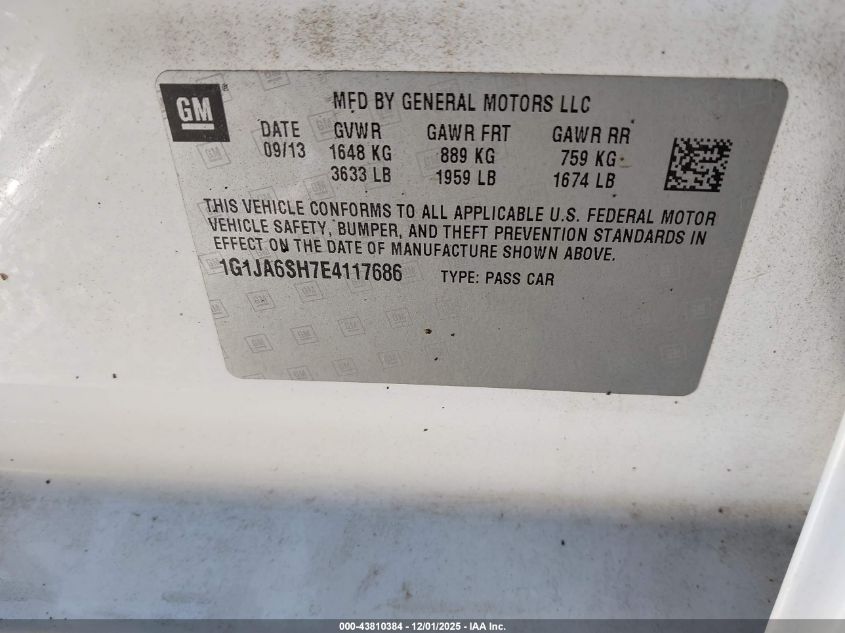 GM
MFD BY GENERAL MOTORS LLC
DATE GVWR GAWR FRT GAWR RR
09/13 1648 KG 889 KG 759 KG
3633 LB 1959 LB 1674 LB
THIS VEHICLE CONFORMS TO ALL APPLICABLE U.S. FEDERAL MOTOR
VEHICLE SAFETY, BUMPER, AND THEFT PREVENTION STANDARDS IN
EFFECT ON THE DATE OF MANUFACTURE SHOWN ABOVE.
1G1JA6SH7E4117686 TYPE: PASS CAR
000-43810384 - 12/01/2025 - IAA Inc.